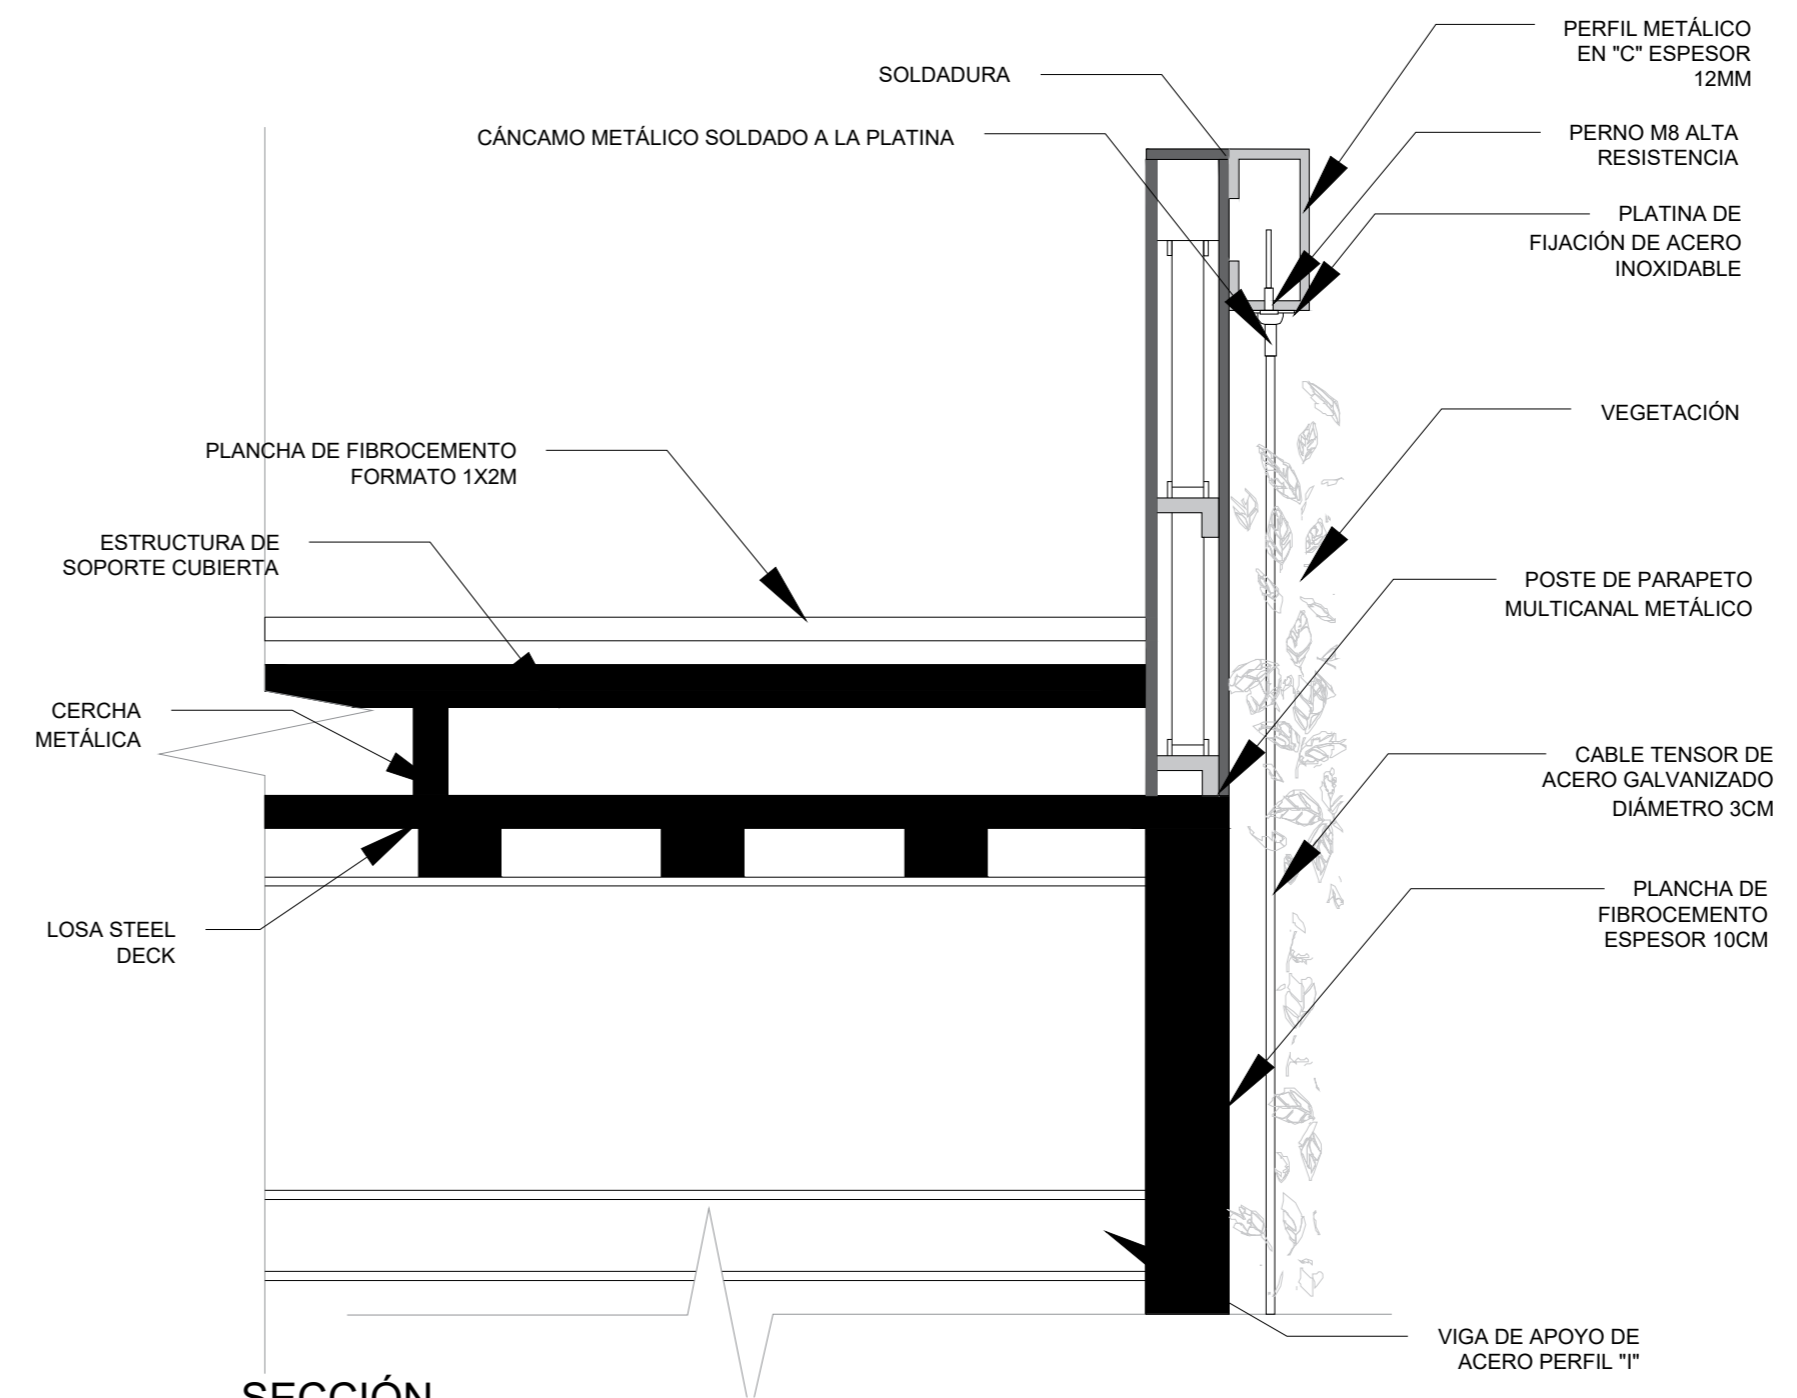 PERFIL METÁLICO
EN "C" ESPESOR
12MM
SOLDADURA
CÁNCAMO METÁLICO SOLDADO A LA PLATINA
PERNO M8 ALTA
RESISTENCIA
PLATINA DE
FIJACIÓN DE ACERO
INOXIDABLE
VEGETACIÓN
PLANCHA DE FIBROCEMENTO
FORMATO 1X2M
ESTRUCTURA DE
SOPORTE CUBIERTA
POSTE DE PARAPETO
MULTICANAL METÁLICO
CERCHA
METÁLICA
CABLE TENSOR DE
ACERO GALVANIZADO
DIÁMETRO 3CM
PLANCHA DE
FIBROCEMENTO
ESPESOR 10CM
LOSA STEEL
DECK
VIGA DE APOYO DE
ACERO PERFIL "I"
SECCIÓN